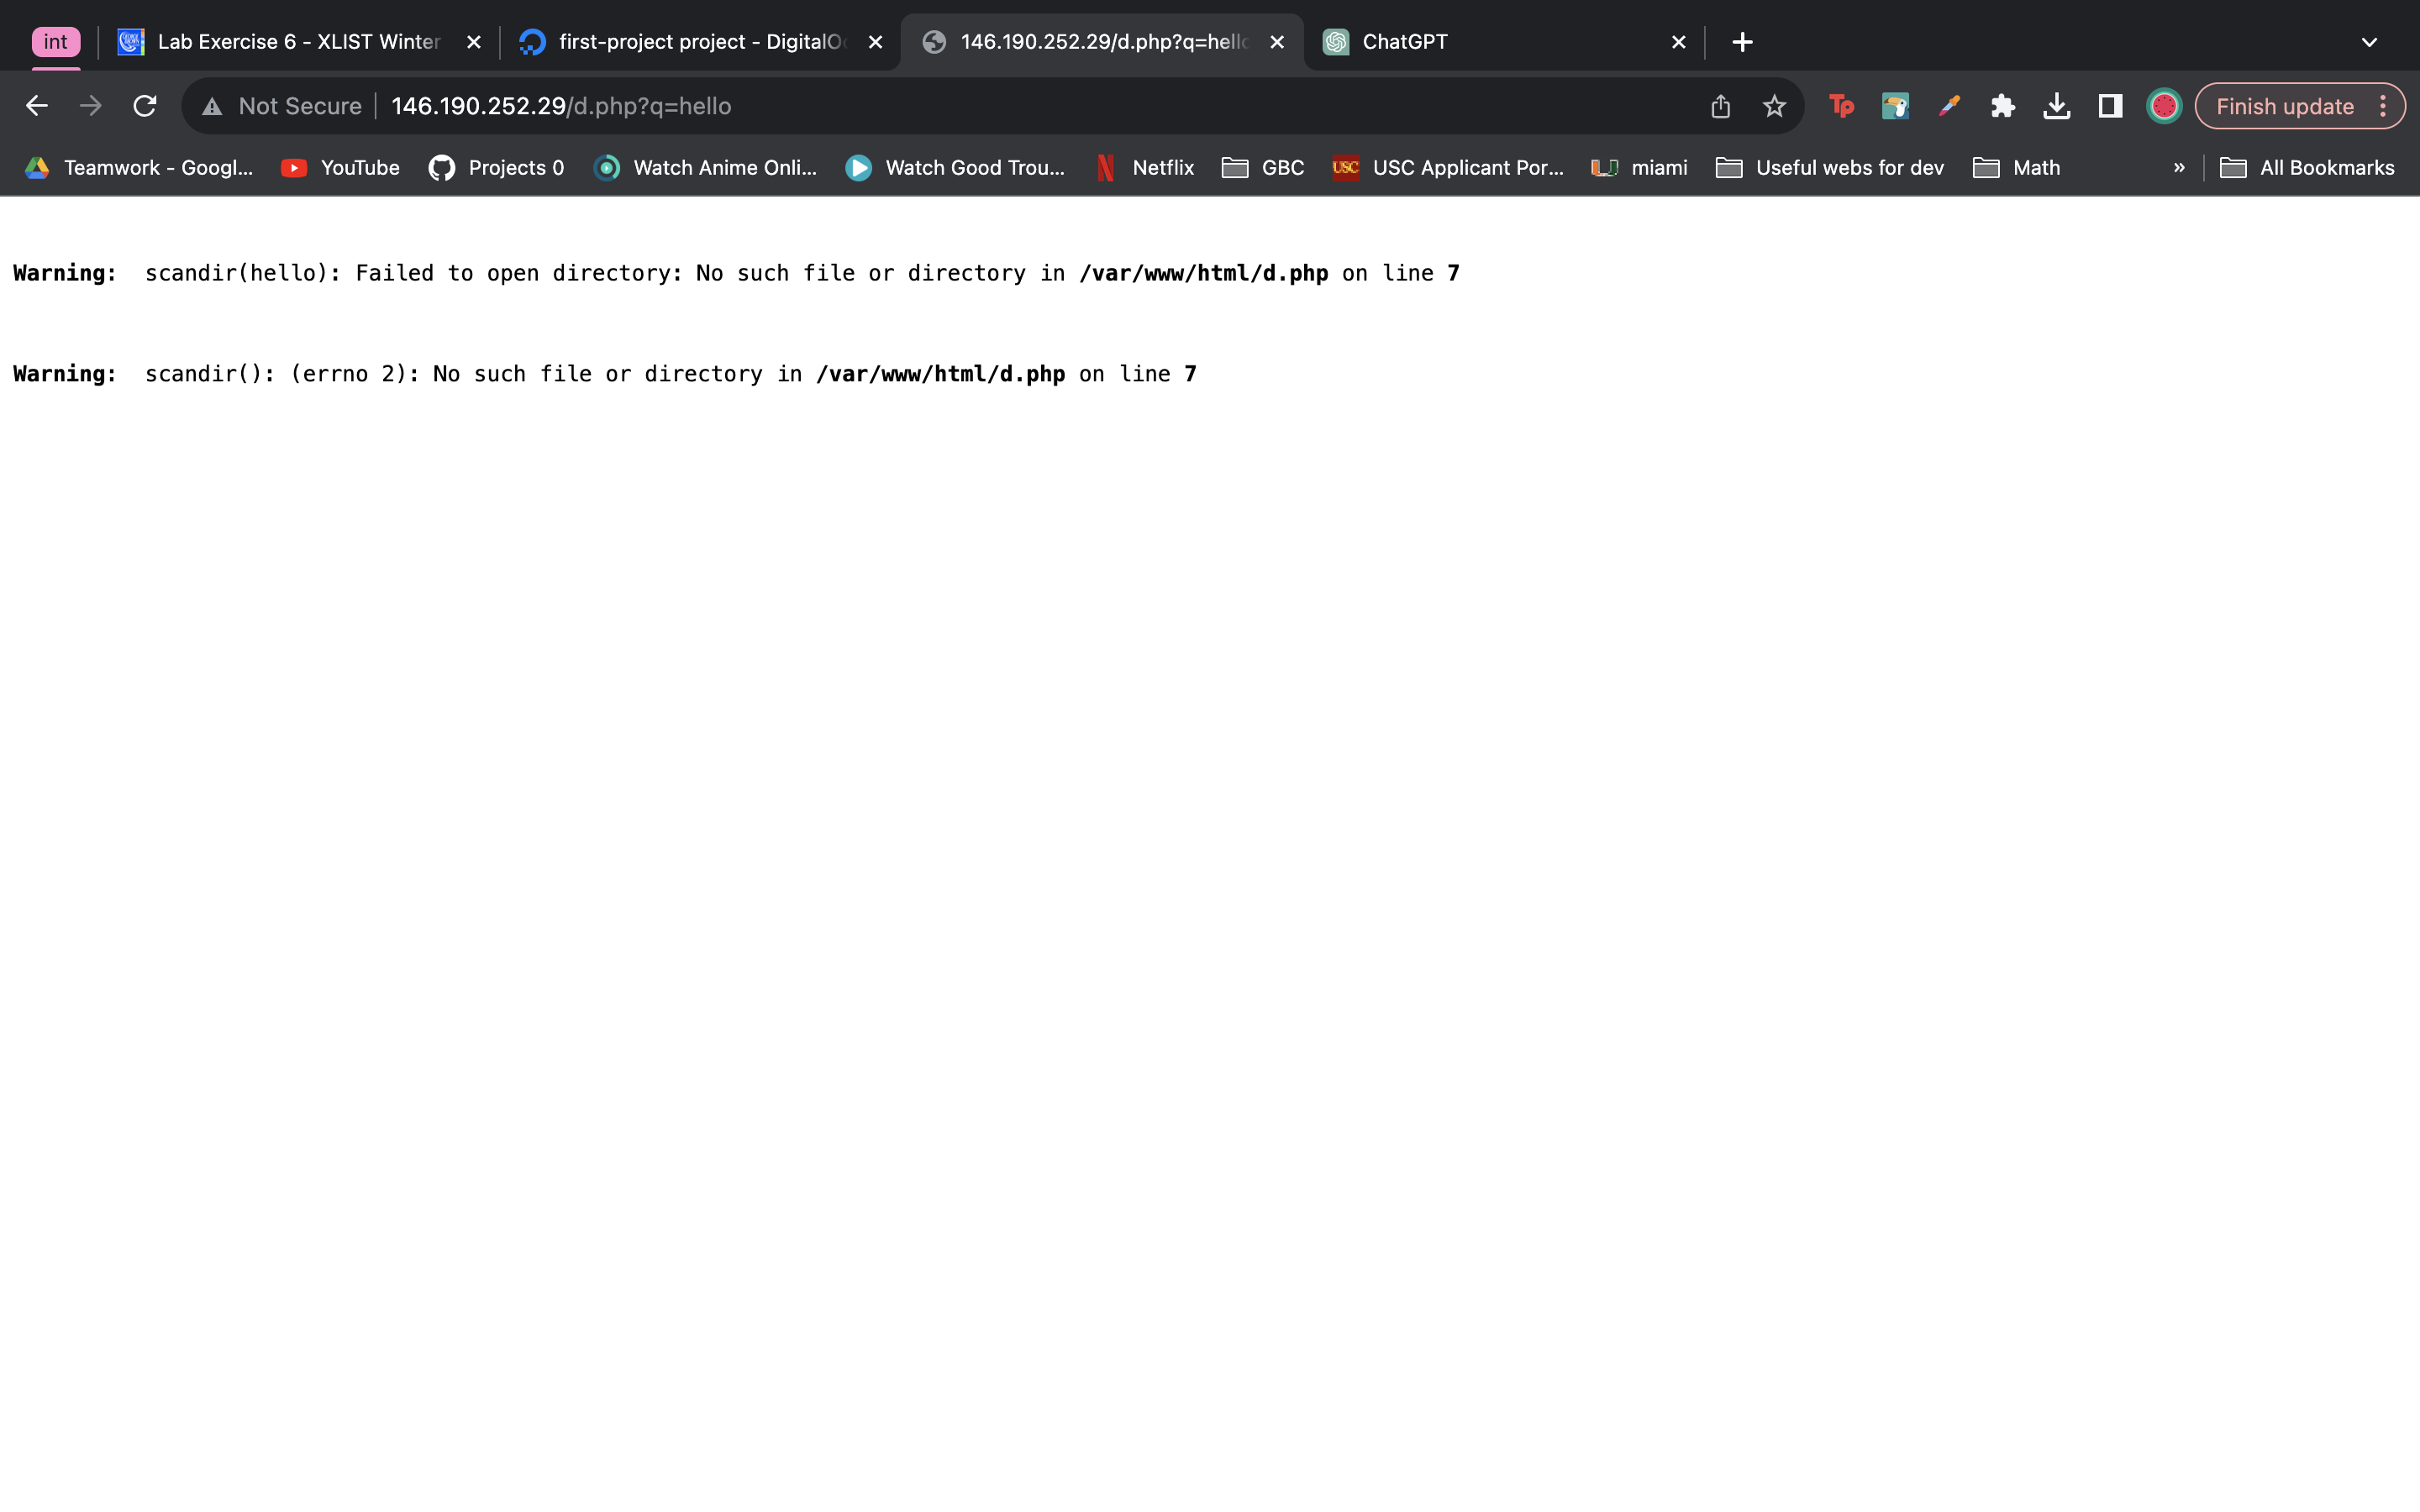 int
Lab Exercise 6 - XLIST Winter
first-project project - DigitalO
146.190.252.29/d.php?q=hell
ChatGPT
Not Secure 146.190.252.29/d.php?q=hello
Tp
Finish update
Teamwork - Googl...
YouTube
Projects 0
Watch Anime Onli...
Watch Good Trou...
Netflix
GBC
USC
USC Applicant Por...
miami
Useful webs for dev
Math
»
All Bookmarks
Warning: scandir(hello): Failed to open directory: No such file or directory in /var/www/html/d.php on line 7
Warning: scandir(): (errno 2): No such file or directory in /var/www/html/d.php on line 7